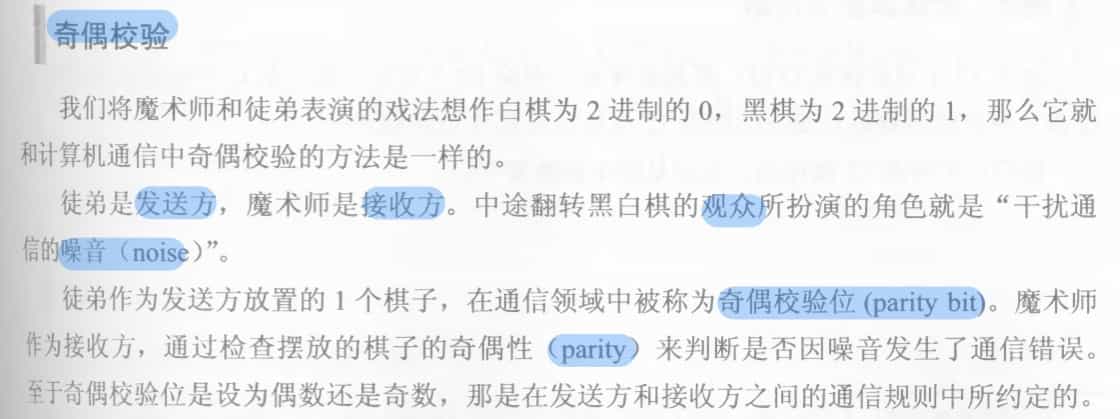 奇偶校验
我们将魔术师和徒弟表演的戏法想作白棋为 2 进制的 0，黑棋为 2 进制的 1，那么它就
和计算机通信中奇偶校验的方法是一样的。
徒弟是发送方，魔术师是接收方。中途翻转黑白棋的观众所扮演的角色就是“干扰通
信的噪音（noise）”。
徒弟作为发送方放置的 1 个棋子，在通信领域中被称为奇偶校验位 (parity bit)。魔术师
作为接收方，通过检查摆放的棋子的奇偶性（parity）来判断是否因噪音发生了通信错误。
至于奇偶校验位是设为偶数还是奇数，那是在发送方和接收方之间的通信规则中所约定的。